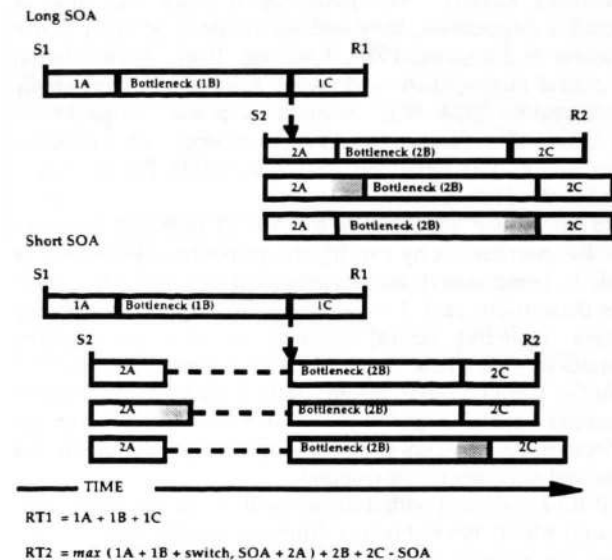 Long SOA
S1 R1
1A Bottleneck (1B) 1C
S2 R2
2A Bottleneck (2B) 2C
2A Bottleneck (2B) 2C
2A Bottleneck (2B) 2C
Short SOA
S1 R1
1A Bottleneck (1B) 1C
S2 R2
2A Bottleneck (2B) 2C
2A Bottleneck (2B) 2C
2A Bottleneck (2B) 2C
TIME
RT1 = 1A + 1B + 1C
RT2 = max ( 1A + 1B + switch, SOA + 2A ) + 2B + 2C - SOA